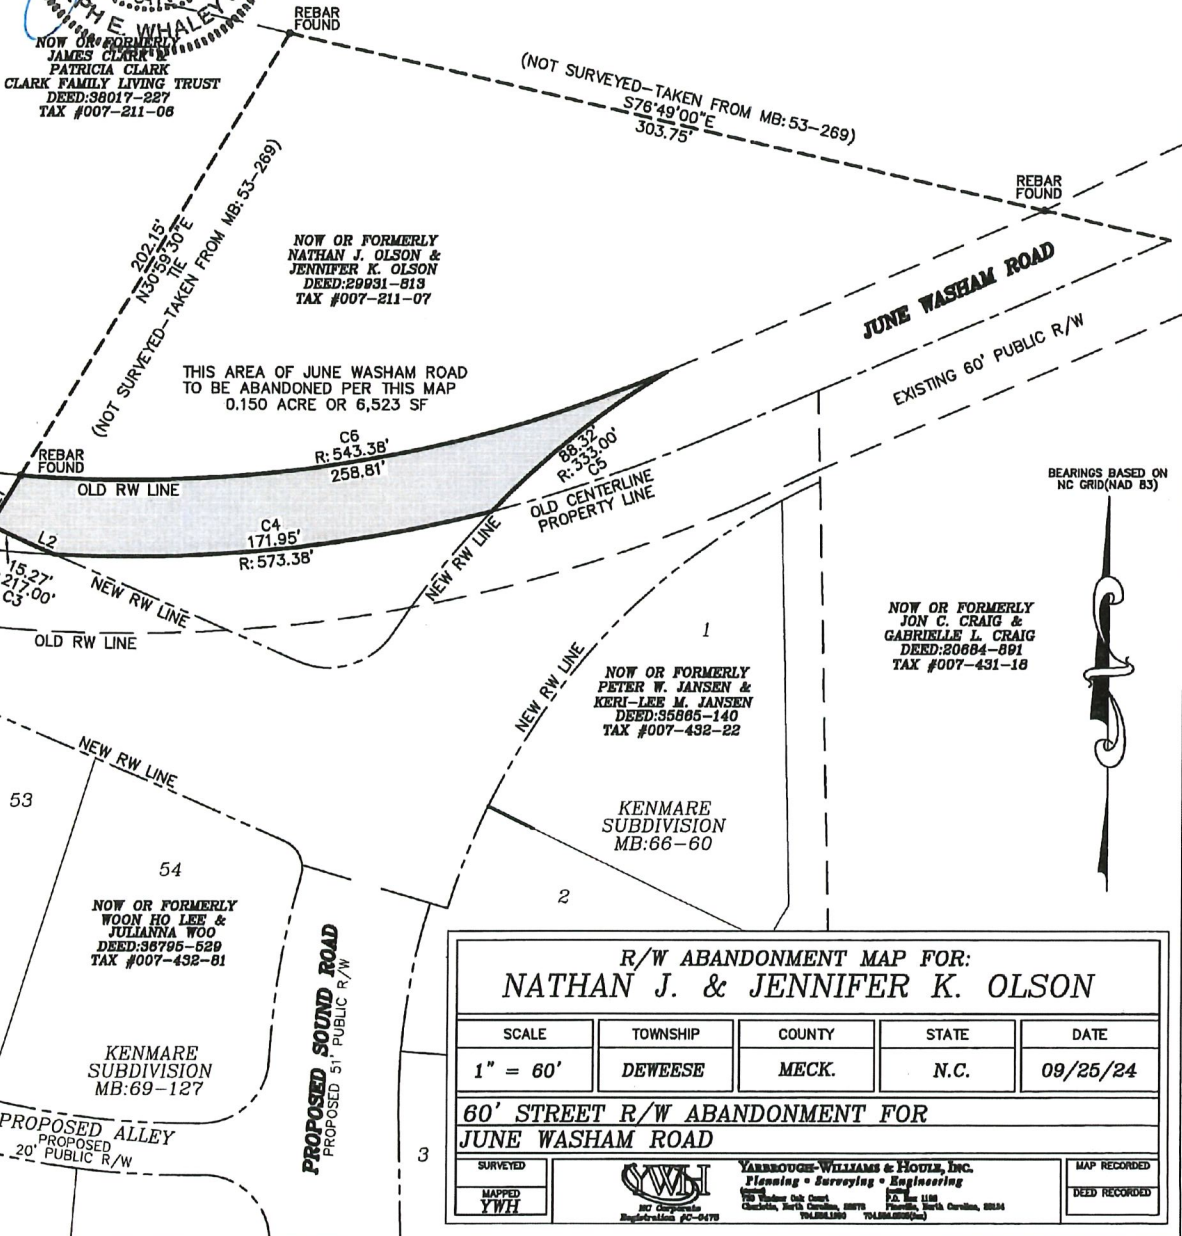 PH E. WHALEY
NOW OR FORMERLY
JAMES CLARK &
PATRICIA CLARK
CLARK FAMILY LIVING TRUST
DEED:38017-227
TAX #007-211-06
REBAR
FOUND
(NOT SURVEYED-TAKEN FROM MB:53-269)
S76°49'00"E
303.75'
REBAR
FOUND
202.15'
N30°59'30"E
TIE
(NOT SURVEYED-TAKEN FROM MB:53-269)
NOW OR FORMERLY
NATHAN J. OLSON &
JENNIFER K. OLSON
DEED:29931-813
TAX #007-211-07
JUNE WASHAM ROAD
EXISTING 60' PUBLIC R/W
THIS AREA OF JUNE WASHAM ROAD
TO BE ABANDONED PER THIS MAP
0.150 ACRE OR 6,523 SF
REBAR
FOUND
OLD RW LINE
C6
R: 543.38'
258.81'
88.32'
R: 333.00'
C5
OLD CENTERLINE
PROPERTY LINE
BEARINGS BASED ON
NC GRID(NAD 83)
L2
C4
171.95'
R: 573.38'
15.27'
217.00'
C3
NEW RW LINE
NEW RW LINE
OLD RW LINE
NEW RW LINE
1
NOW OR FORMERLY
PETER W. JANSEN &
KERI-LEE M. JANSEN
DEED:35865-140
TAX #007-432-22
NOW OR FORMERLY
JON C. CRAIG &
GABRIELLE L. CRAIG
DEED:20684-891
TAX #007-431-18
NEW RW LINE
53
KENMARE
SUBDIVISION
MB:66-60
54
NOW OR FORMERLY
WOON HO LEE &
JULIANNA WOO
DEED:36795-529
TAX #007-432-81
2
KENMARE
SUBDIVISION
MB:69-127
PROPOSED SOUND ROAD
PROPOSED 51' PUBLIC R/W
PROPOSED ALLEY
PROPOSED
20' PUBLIC R/W
3
R/W ABANDONMENT MAP FOR:
NATHAN J. & JENNIFER K. OLSON
SCALE TOWNSHIP COUNTY STATE DATE
1" = 60' DEWEESE MECK. N.C. 09/25/24
60' STREET R/W ABANDONMENT FOR
JUNE WASHAM ROAD
SURVEYED
MAPPED
YWH
YWH
NC Corporate
Registration #C-0475
YARBROUGH-WILLIAMS & HOULE, INC.
Planning • Surveying • Engineering
Charlotte, North Carolina,
Pineville, North Carolina,
MAP RECORDED
DEED RECORDED